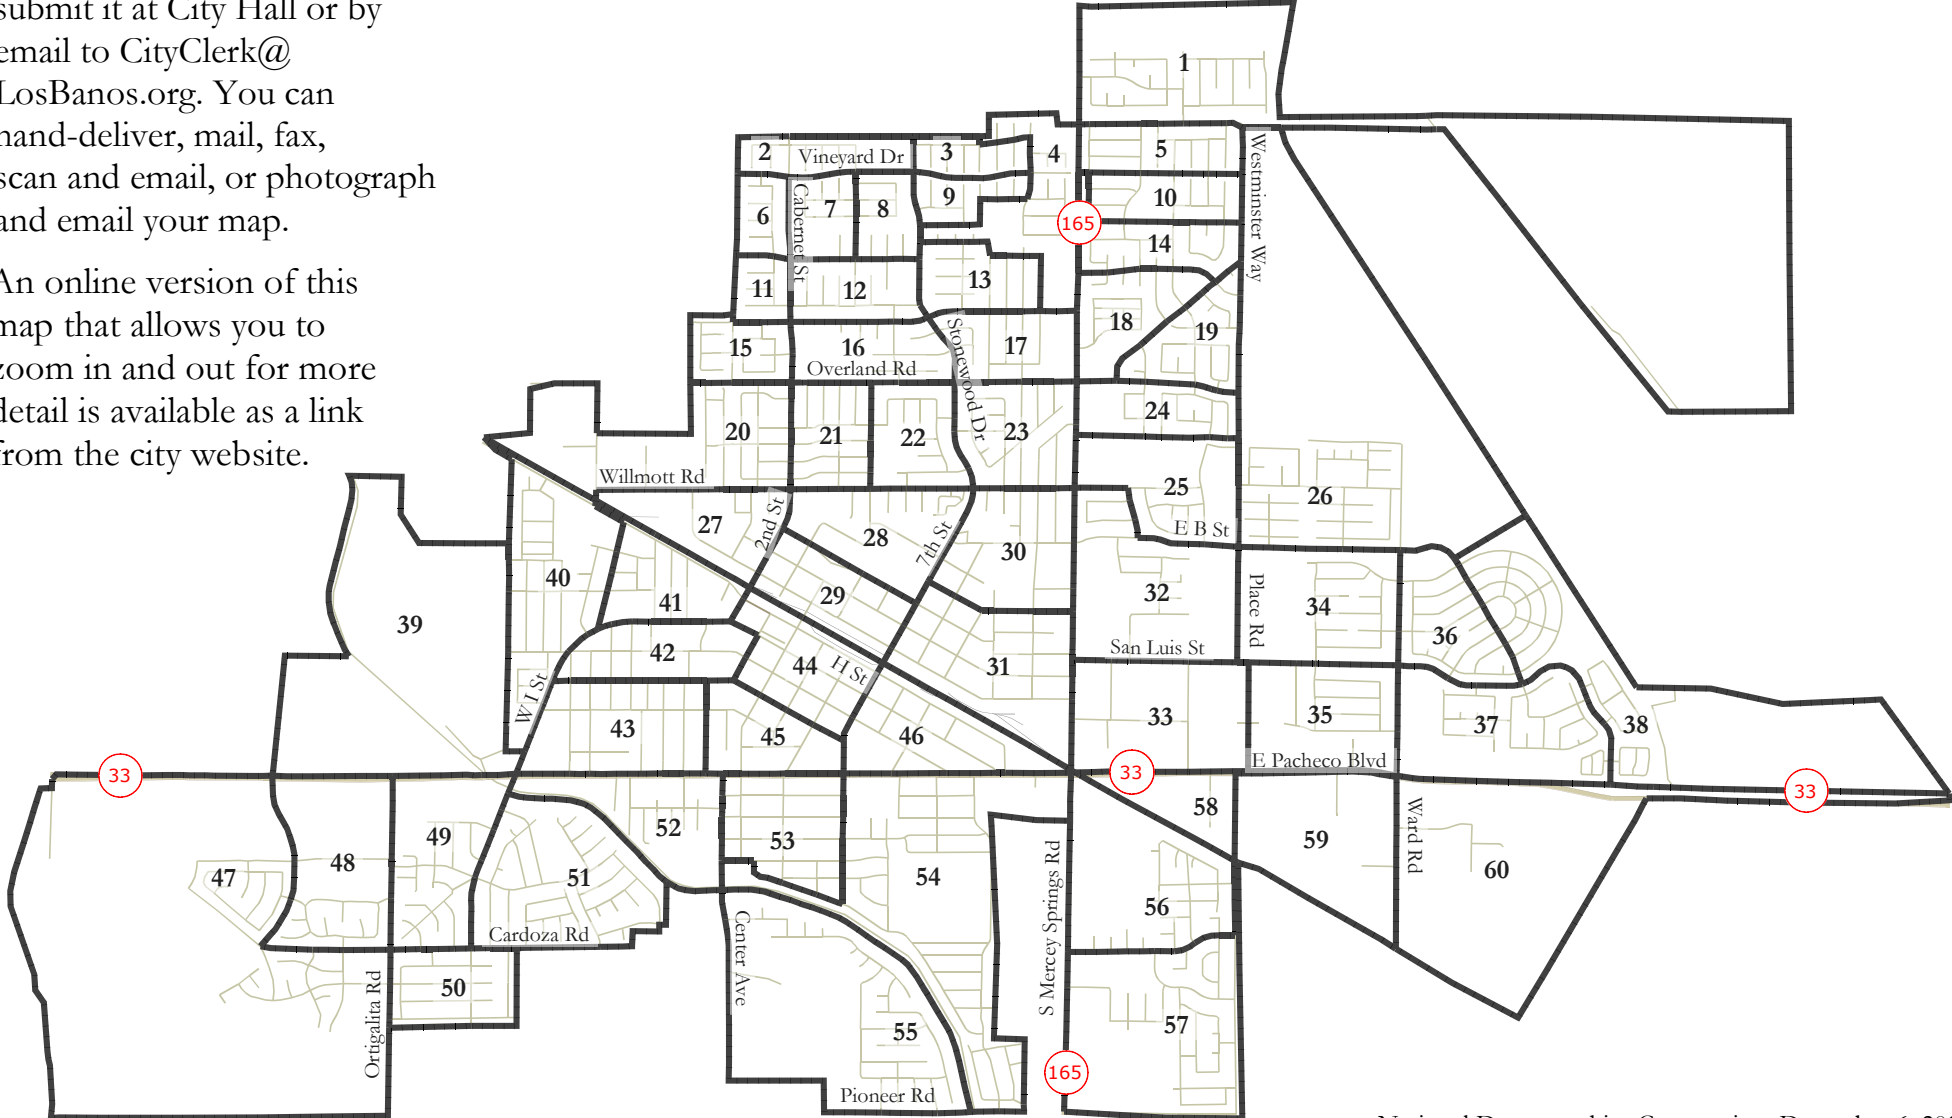 submit it at City Hall or by
email to CityClerk@
LosBanos.org. You can
hand-deliver, mail, fax,
scan and email, or photograph
and email your map.
An online version of this
map that allows you to
zoom in and out for more
detail is available as a link
from the city website.
1
2
Vineyard Dr
3
4
5
Westminster Way
6
Cabernet St
7
8
9
10
165
14
11
12
13
15
16
Overland Rd
Stonewood Dr
17
18
19
20
21
22
23
24
Willmott Rd
25
26
27
2nd St
28
7th St
30
E B St
40
41
29
32
Place Rd
34
39
36
42
44
H St
31
San Luis St
W I St
43
45
46
33
35
37
38
E Pacheco Blvd
33
33
33
47
48
49
51
52
53
54
S Mercey Springs Rd
58
59
Ward Rd
60
56
Cardoza Rd
Center Ave
50
Ortigalita Rd
55
57
165
Pioneer Rd